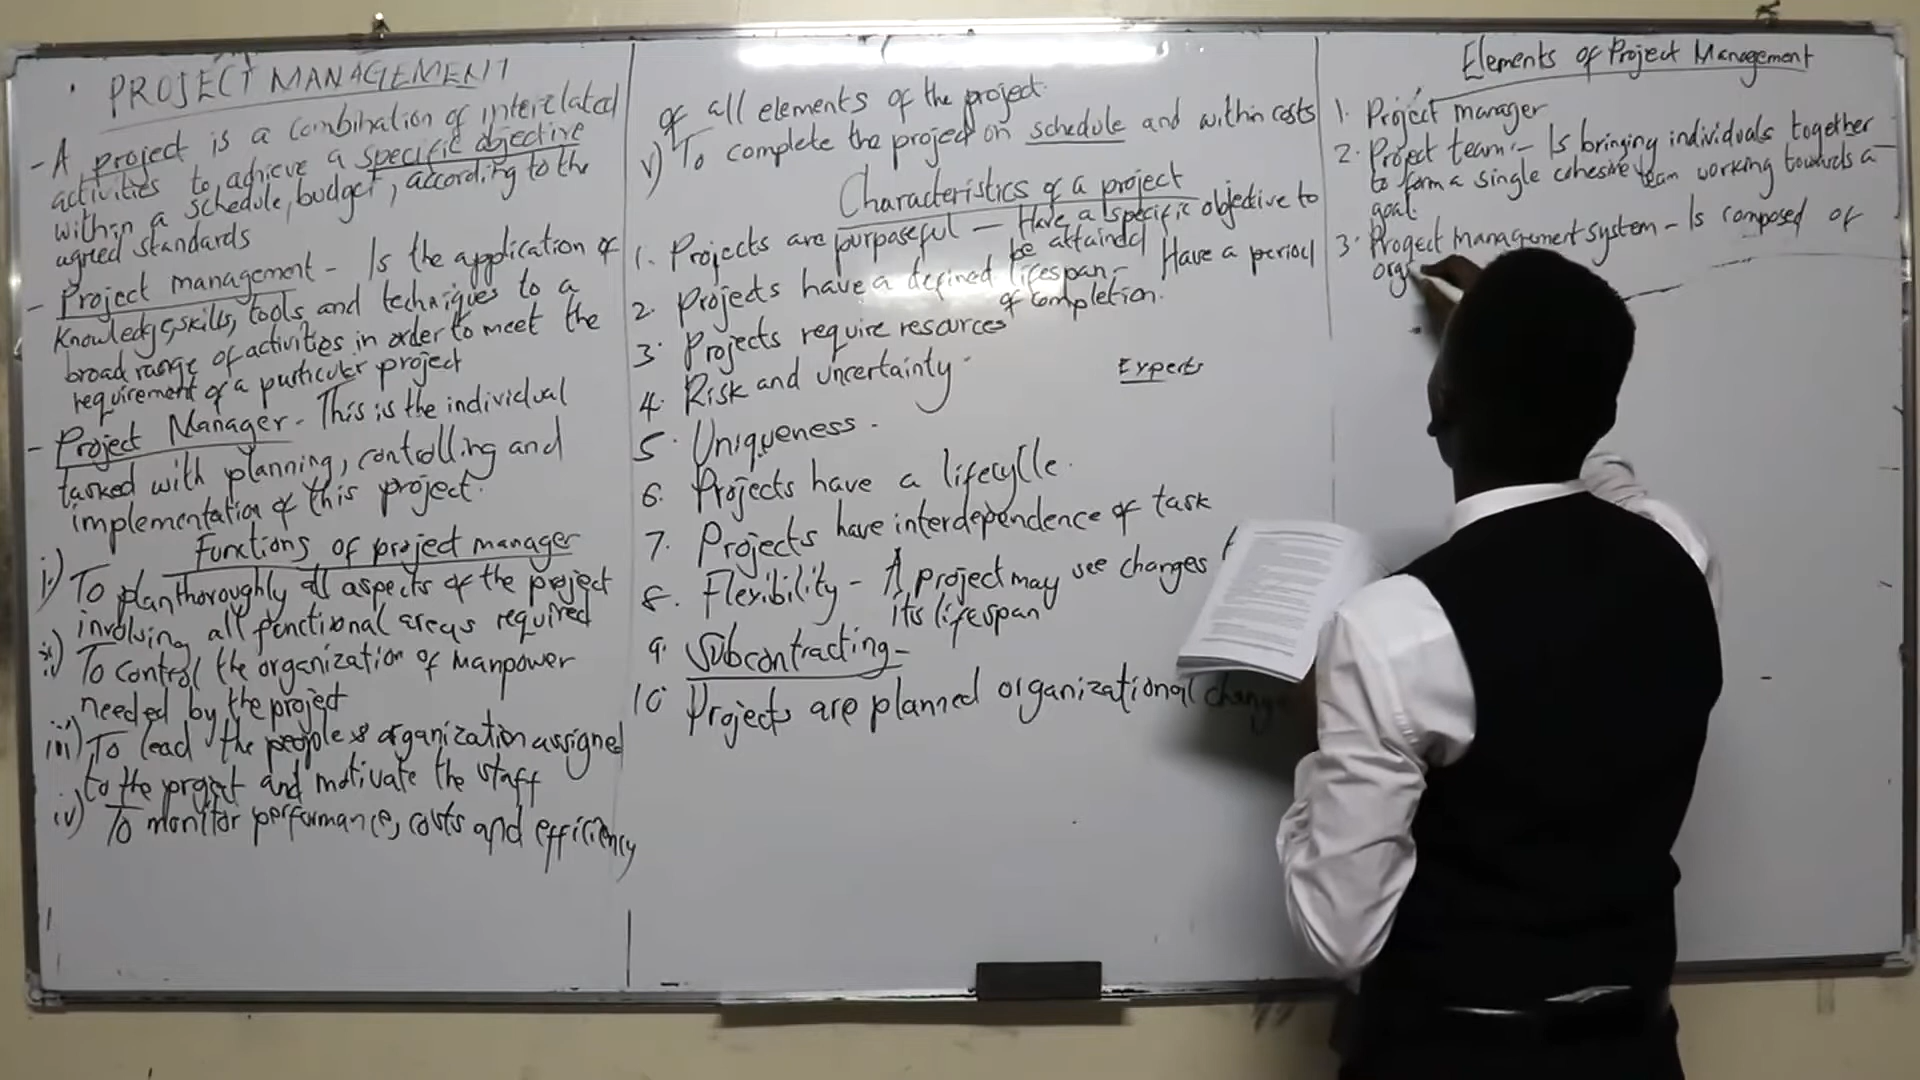 PROJECT MANAGEMENT
- A project is a combination of interelated
activities to achieve a specific objective
within a schedule, budget, according to the
agreed standards
- Project management - Is the application of
knowledge, skills, tools and techniques to a
broad range of activities in order to meet the
requirement of a particular project
- Project Manager - This is the individual
tasked with planning, controlling and
implementation of this project.
Functions of project manager
i) To plan thoroughly all aspects of the project
involving all functional areas required
ii) To control the organization of manpower
needed by the project
iii) To lead the people & organization assigned
to the project and motivate the staff
iv) To monitor performance, costs and efficiency
of all elements of the project.
v) To complete the project on schedule and within costs
Characteristics of a project
1. Projects are purposeful - Have a specific objective to
be attained
2. Projects have a defined lifespan - Have a period
of completion.
3. Projects require resources
4. Risk and uncertainty.
Experts
5. Uniqueness.
6. Projects have a lifecylle.
7. Projects have interdependence of task
8. Flexibility - A project may see changes
its lifespan
9. Subcontracting -
10 Projects are planned organizational change
Elements of Project Management
1. Project manager
2. Project team - Is bringing individuals together
to form a single cohesive team working towards a
goal.
3. Project management system - Is composed of
orga